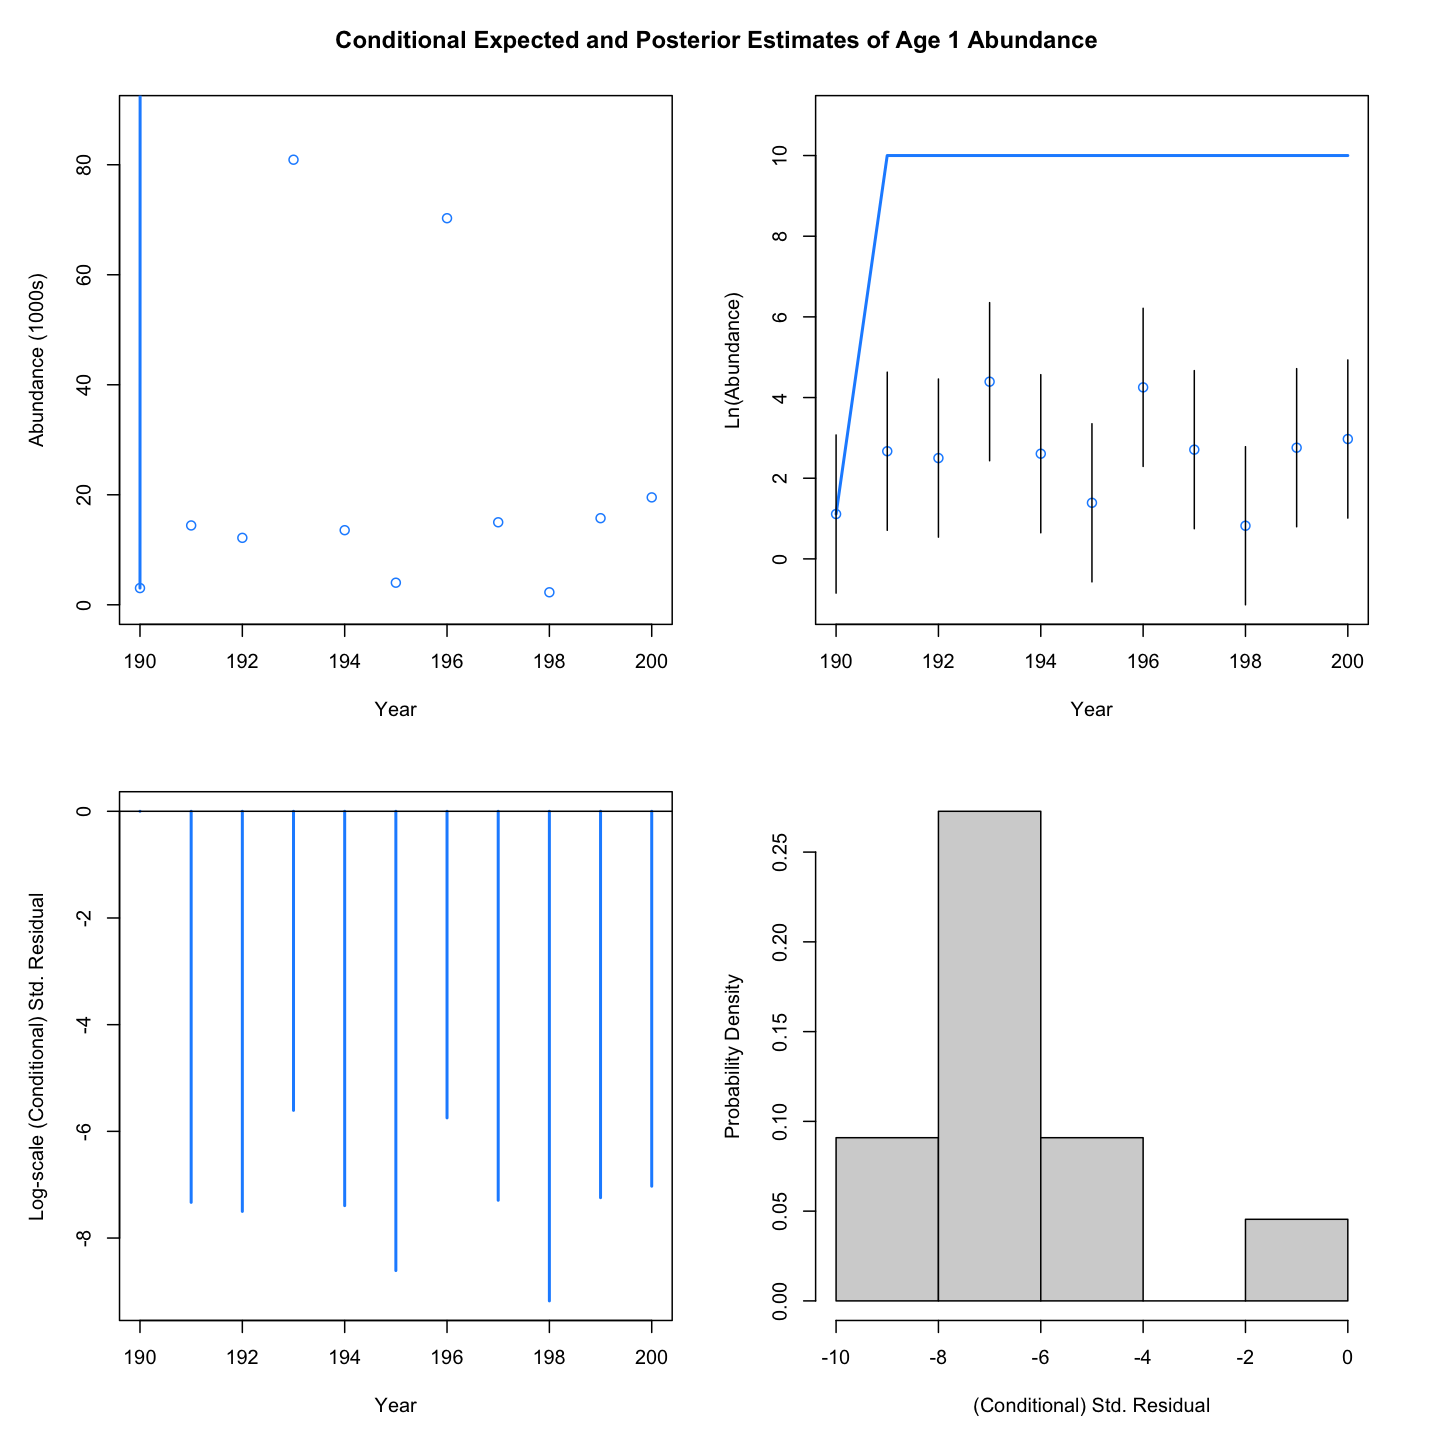 Conditional Expected and Posterior Estimates of Age 1 Abundance
Abundance (1000s)
80
60
40
20
0
190 192 194 196 198 200
Year
Ln(Abundance)
10
8
6
4
2
0
190 192 194 196 198 200
Year
Log-scale (Conditional) Std. Residual
0
-2
-4
-6
-8
190 192 194 196 198 200
Year
Probability Density
0.25
0.20
0.15
0.10
0.05
0.00
-10 -8 -6 -4 -2 0
(Conditional) Std. Residual